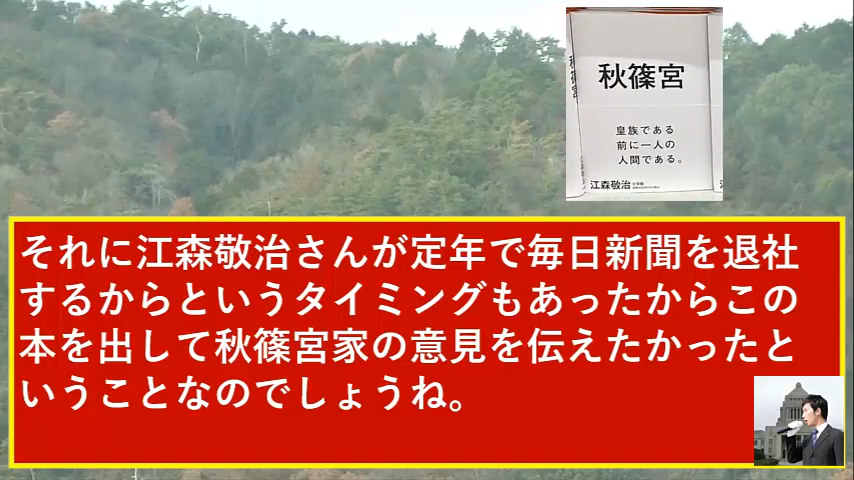 秋篠宮
皇族である
前に一人の
人間である。
江森敬治
それに江森敬治さんが定年で毎日新聞を退社
するからというタイミングもあったからこの
本を出して秋篠宮家の意見を伝えたかったと
いうことなのでしょうね。